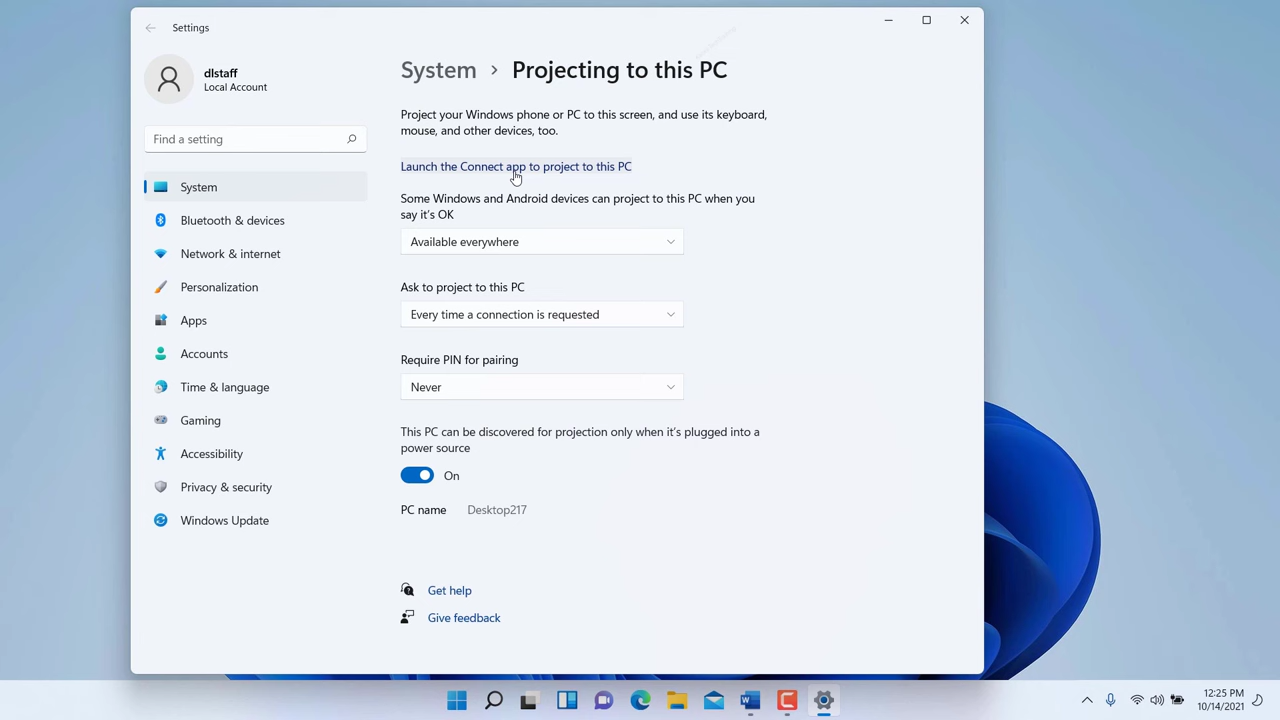 Settings
dlstaff
Local Account
Find a setting
System
Bluetooth & devices
Network & internet
Personalization
Apps
Accounts
Time & language
Gaming
Accessibility
Privacy & security
Windows Update
System > Projecting to this PC
Project your Windows phone or PC to this screen, and use its keyboard,
mouse, and other devices, too.
Launch the Connect app to project to this PC
Some Windows and Android devices can project to this PC when you
say it's OK
Available everywhere
Ask to project to this PC
Every time a connection is requested
Require PIN for pairing
Never
This PC can be discovered for projection only when it's plugged into a
power source
On
PC name Desktop217
Get help
Give feedback
12:25 PM
10/14/2021